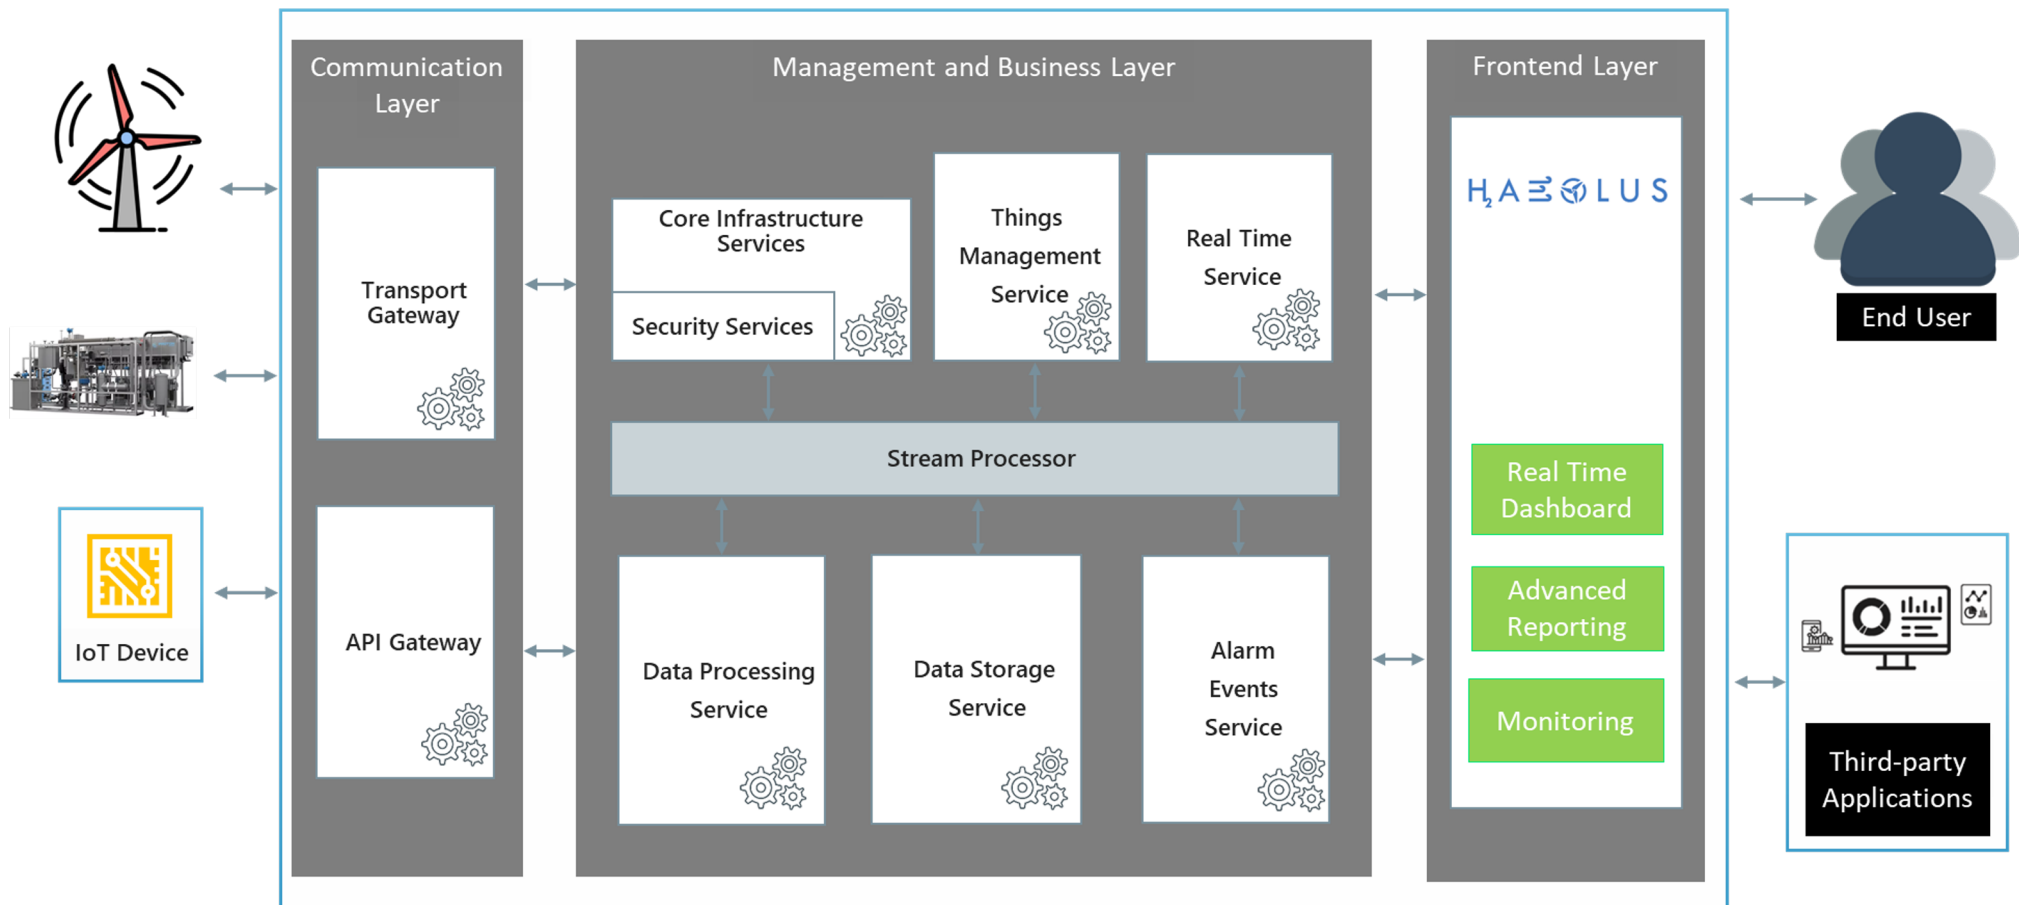 Communication
Layer
Transport
Gateway
API Gateway
IoT Device
Management and Business Layer
Core Infrastructure
Services
Security Services
Things
Management
Service
Real Time
Service
Stream Processor
Data Processing
Service
Data Storage
Service
Alarm
Events
Service
Frontend Layer
H2AEOLUS
Real Time
Dashboard
Advanced
Reporting
Monitoring
End User
Third-party
Applications